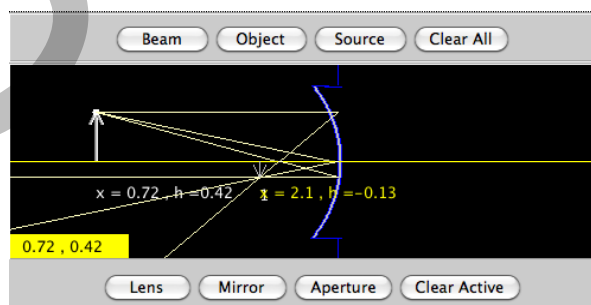 Beam Object Source Clear All
x = 0.72 , h =0.42 x = 2.1 , h =-0.13
0.72 , 0.42
Lens Mirror Aperture Clear Active